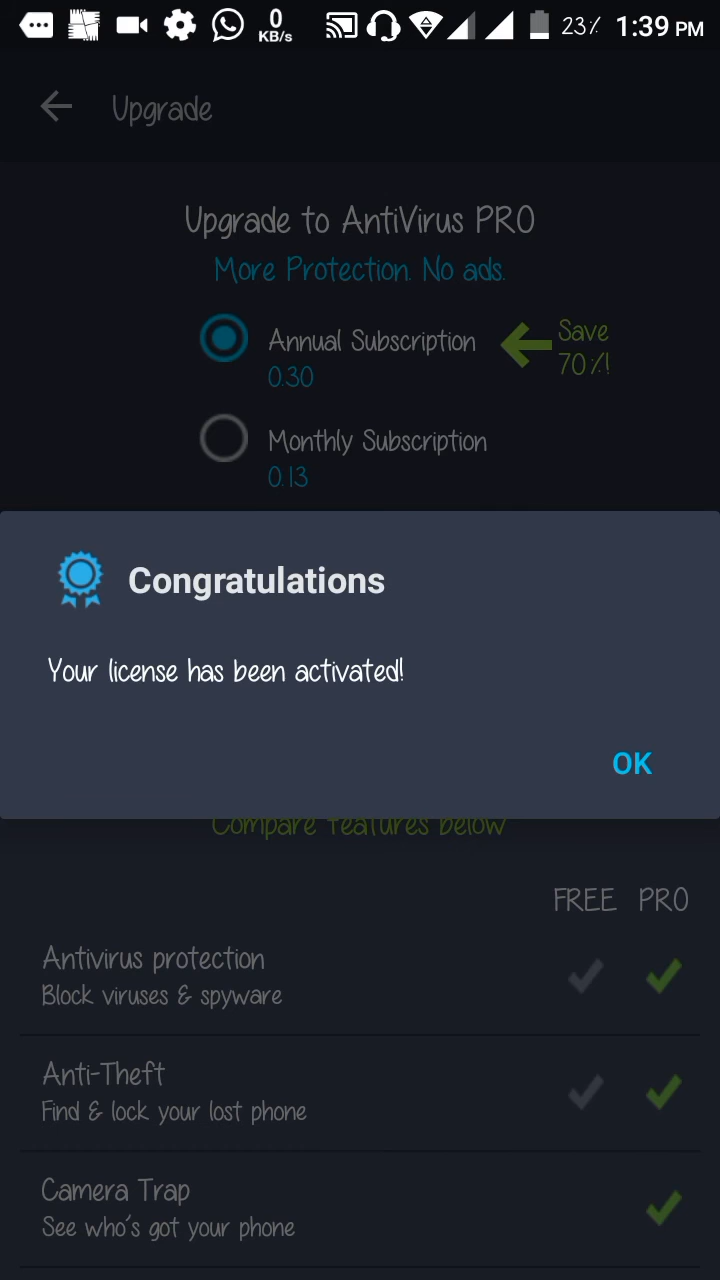 0
KB/s
23%
1:39 PM
Upgrade
Upgrade to AntiVirus PRO
More Protection. No ads.
Annual Subscription
0.30
Save
70%!
Monthly Subscription
0.13
Congratulations
Your license has been activated!
OK
Compare features below
FREE PRO
Antivirus protection
Block viruses & spyware
Anti-Theft
Find & lock your lost phone
Camera Trap
See who's got your phone